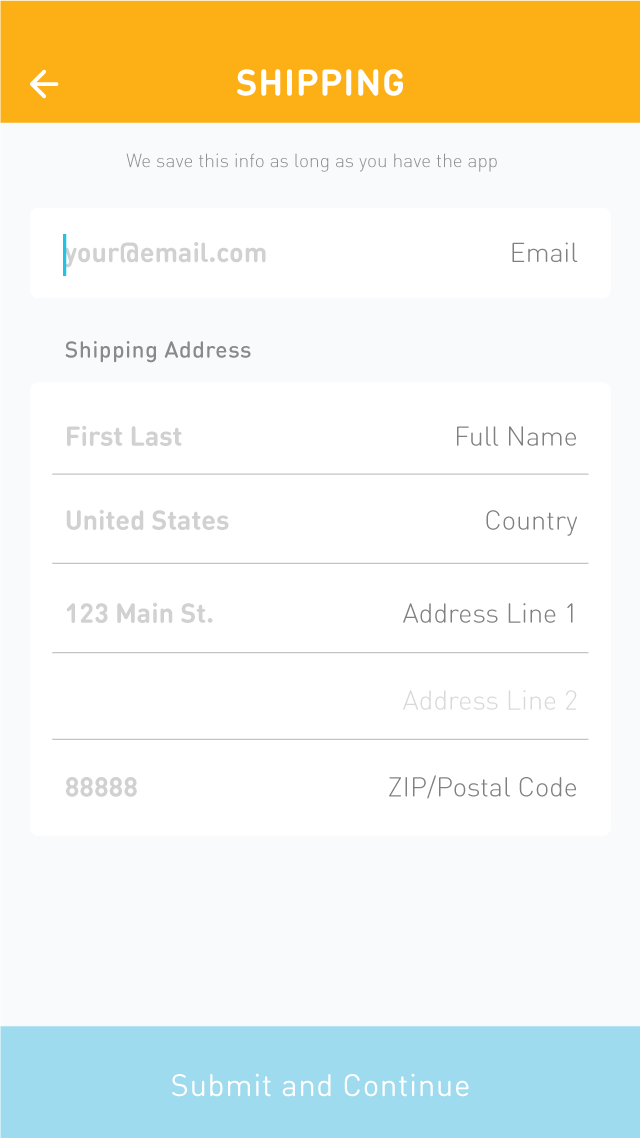 SHIPPING
We save this info as long as you have the app
your@email.com Email
Shipping Address
First Last Full Name
United States Country
123 Main St. Address Line 1
Address Line 2
88888 ZIP/Postal Code
Submit and Continue